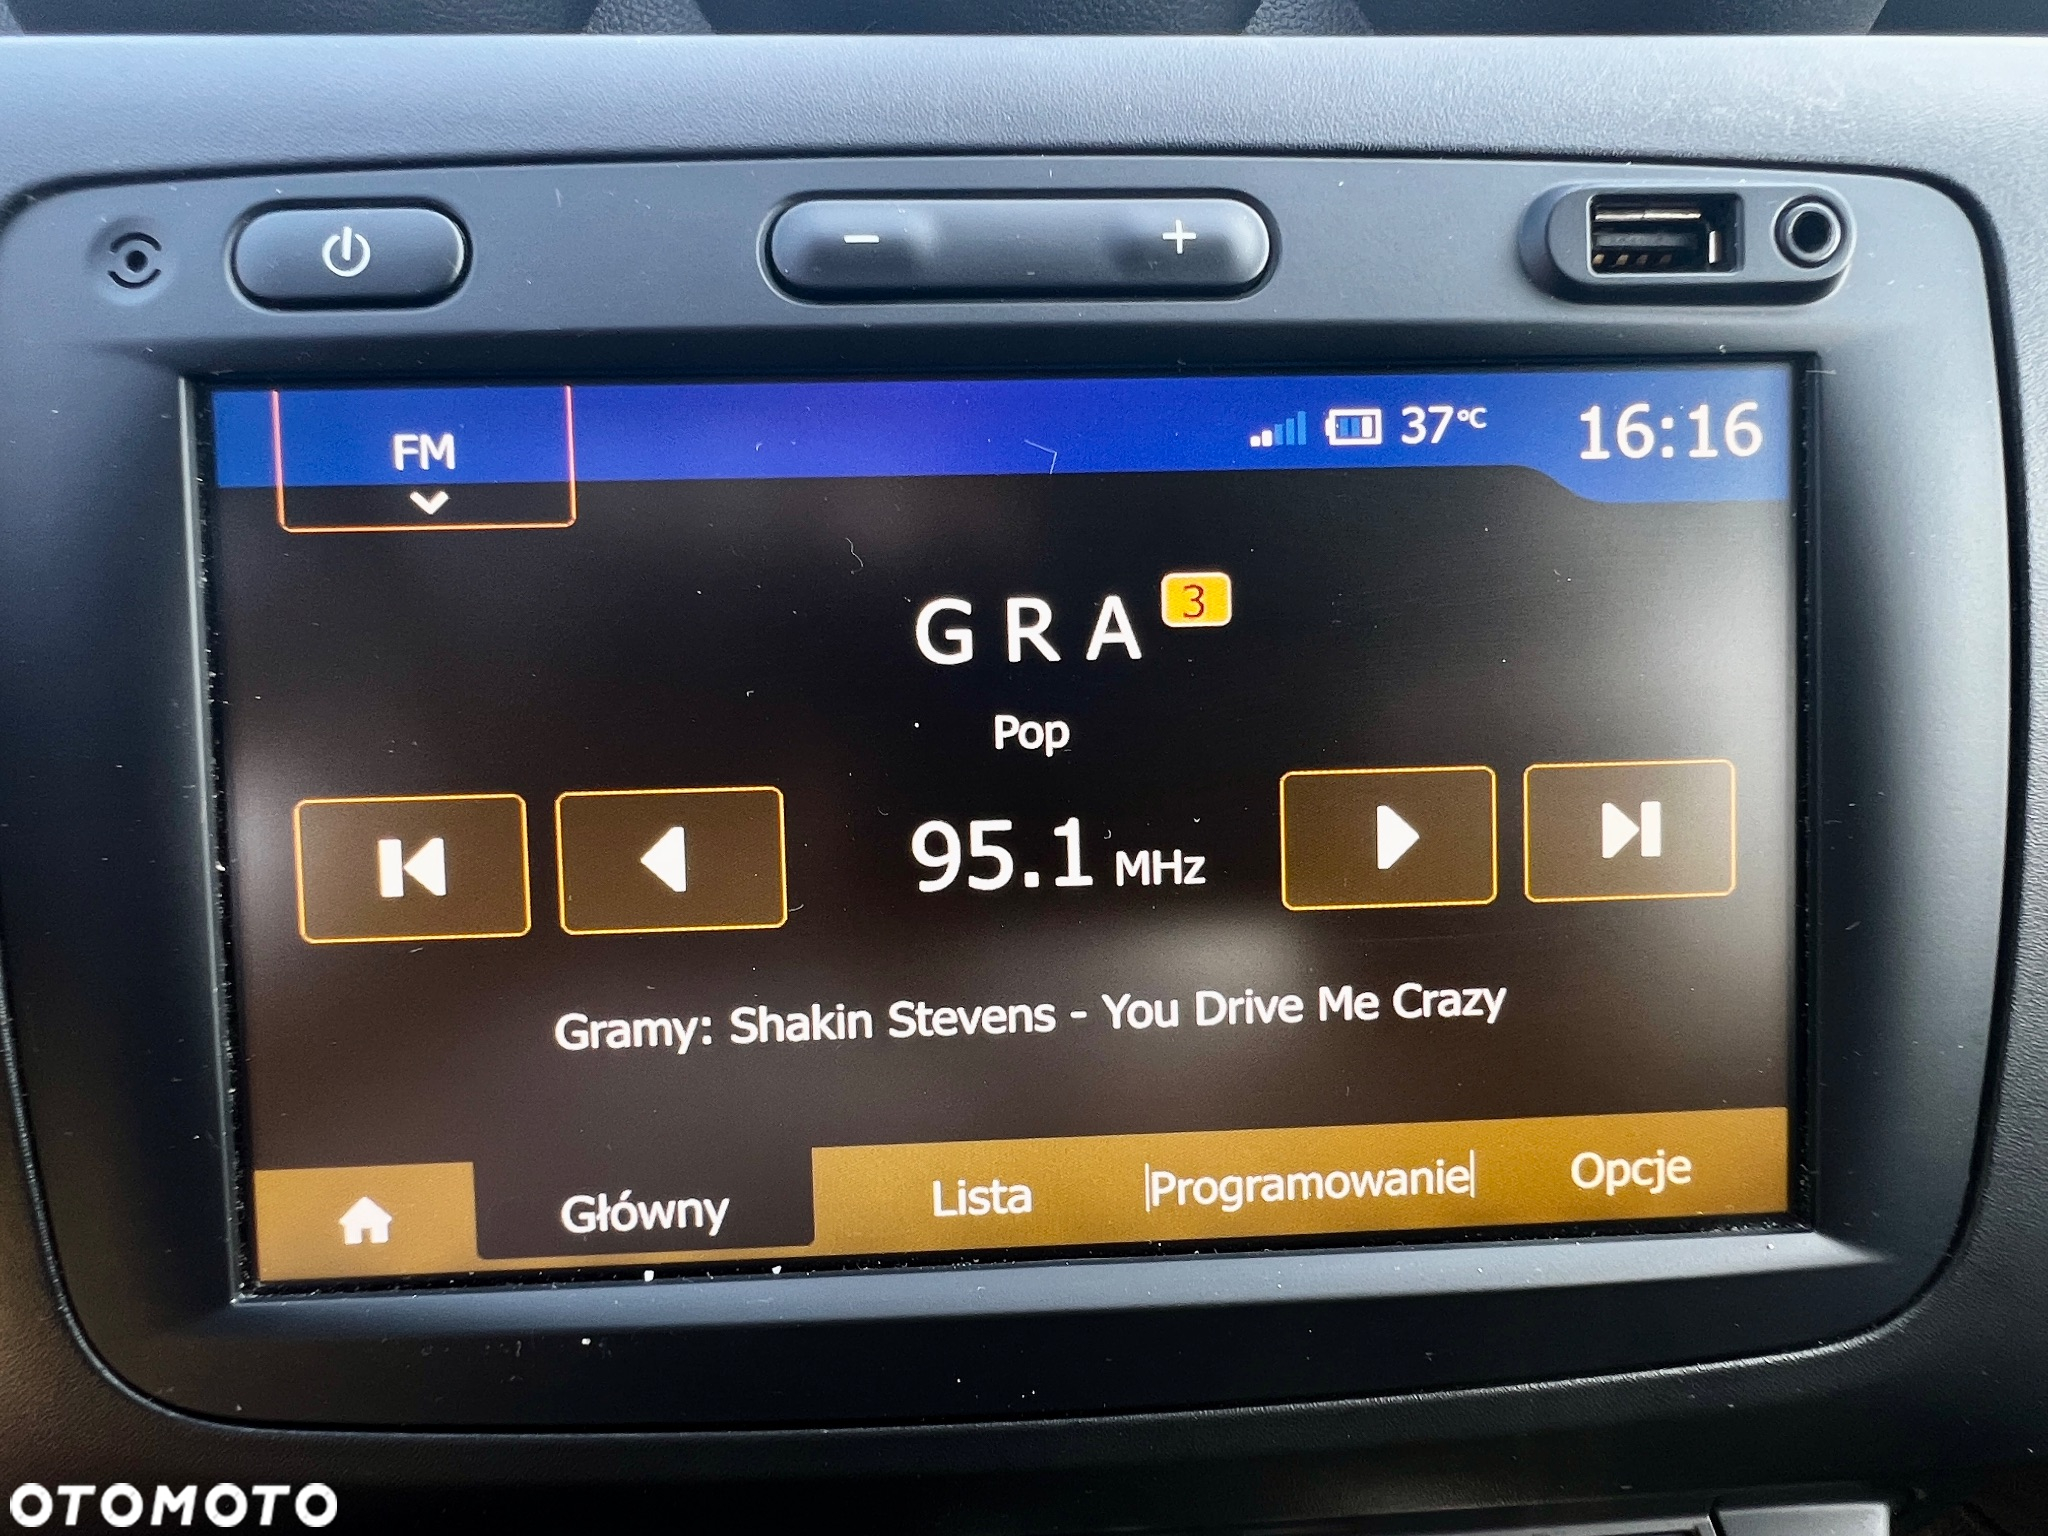 FM
37°C
16:16
G R A
3
Pop
95.1 MHz
Gramy: Shakin Stevens - You Drive Me Crazy
Główny
Lista
Programowanie
Opcje
OTOMOTO